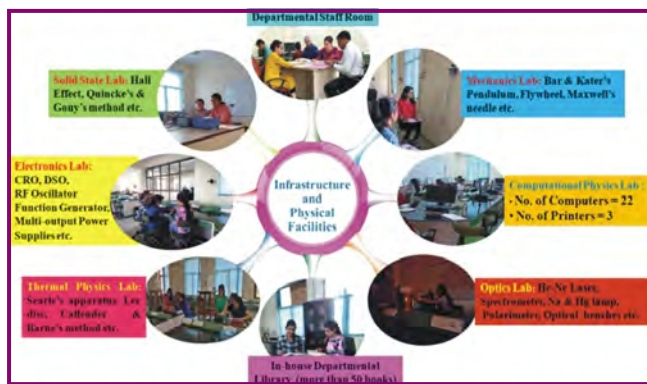 Departmental Staff Room
Solid State Lab: Hall
Effect, Quincke's &
Gouy's method etc.
Mechanics Lab: Bar & Kater's
Pendulum, Flywheel, Maxwell's
needle etc.
Electronics Lab:
CRO, DSO,
RF Oscillator
Function Generator,
Multi-output Power
Supplies etc.
Infrastructure
and
Physical
Facilities
Computational Physics Lab :
· No. of Computers = 22
• No. of Printers = 3
Thermal Physics Lab:
Searle's apparatus Lee
disc, Callender &
Barne's method etc.
Optics Lab: He-Ne Laser,
Spectrometer, Na & Hg lamp,
Polarimeter, Optical benches etc.
In-house Departmental
Library (more than 50 books)